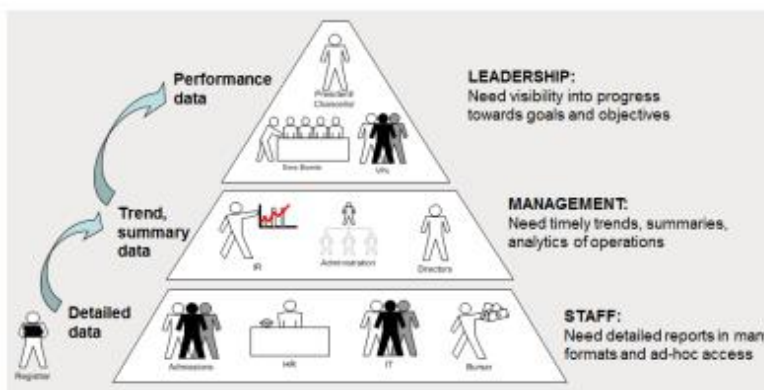 Performance
data
President/
Chancellor
LEADERSHIP:
Need visibility into progress
towards goals and objectives
VPs
Trend,
summary
data
IR
Administration
Directors
MANAGEMENT:
Need timely trends, summaries,
analytics of operations
Detailed
data
Registrar
Admissions
H/R
IT
Bursar
STAFF:
Need detailed reports in man
formats and ad-hoc access